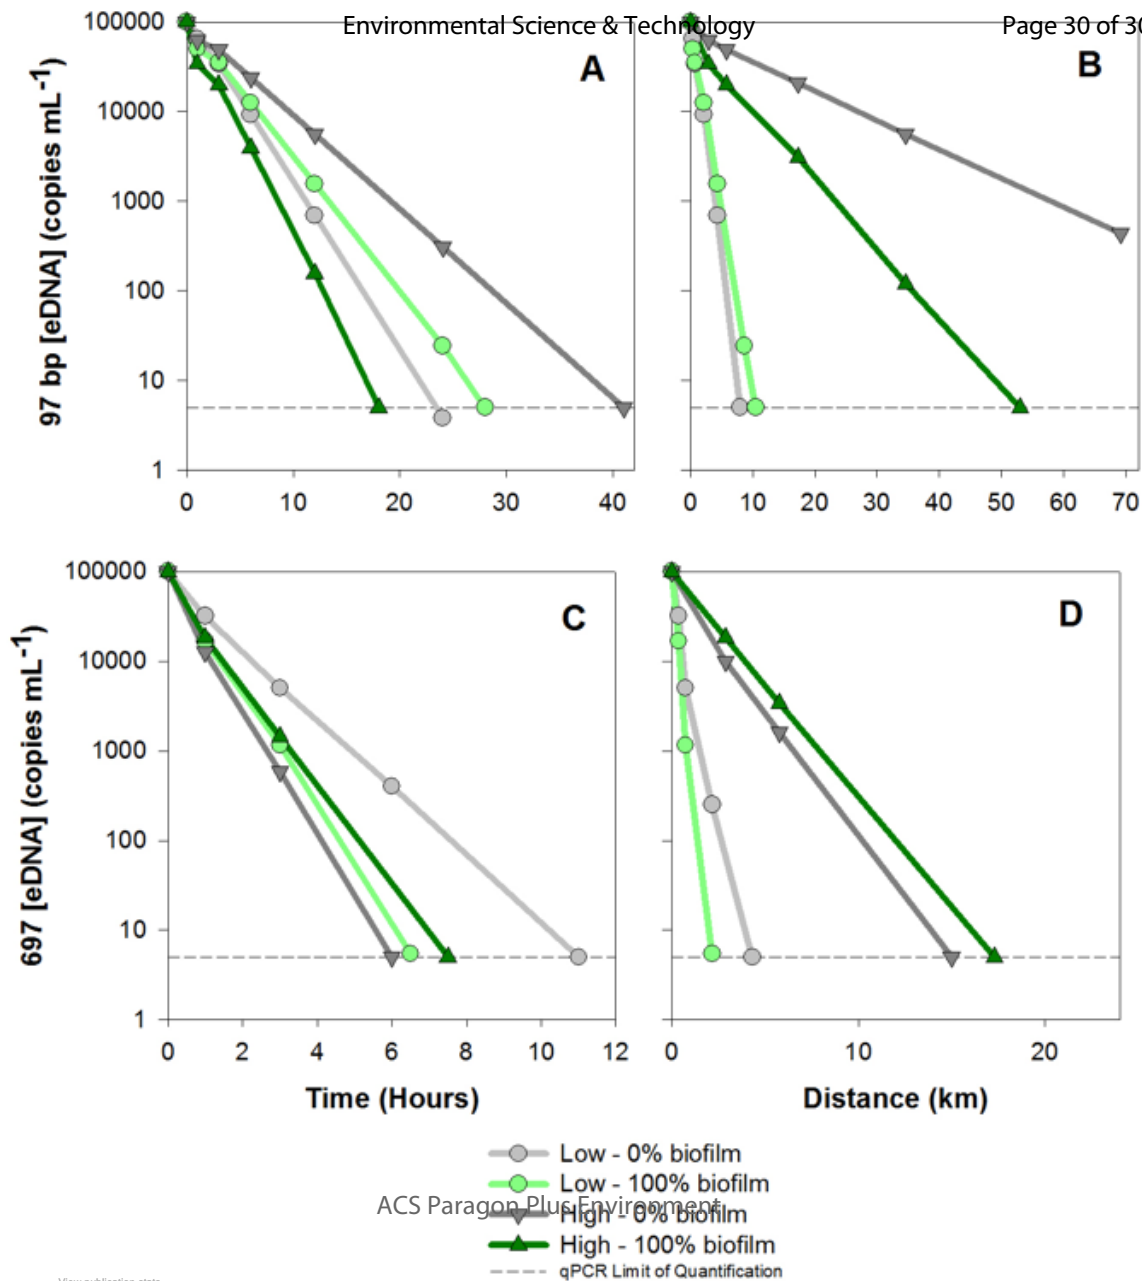 Environmental Science & Technology Page 30 of 30
100000
10000
1000
100
10
1
97 bp [eDNA] (copies mL-1)
A
0 10 20 30 40
B
0 10 20 30 40 50 60 70
100000
10000
1000
100
10
1
697 [eDNA] (copies mL-1)
C
0 2 4 6 8 10 12
Time (Hours)
D
0 10 20
Distance (km)
Low - 0% biofilm
Low - 100% biofilm
ACS Paragon Plus Environment
High - 0% biofilm
High - 100% biofilm
qPCR Limit of Quantification
View publication stats